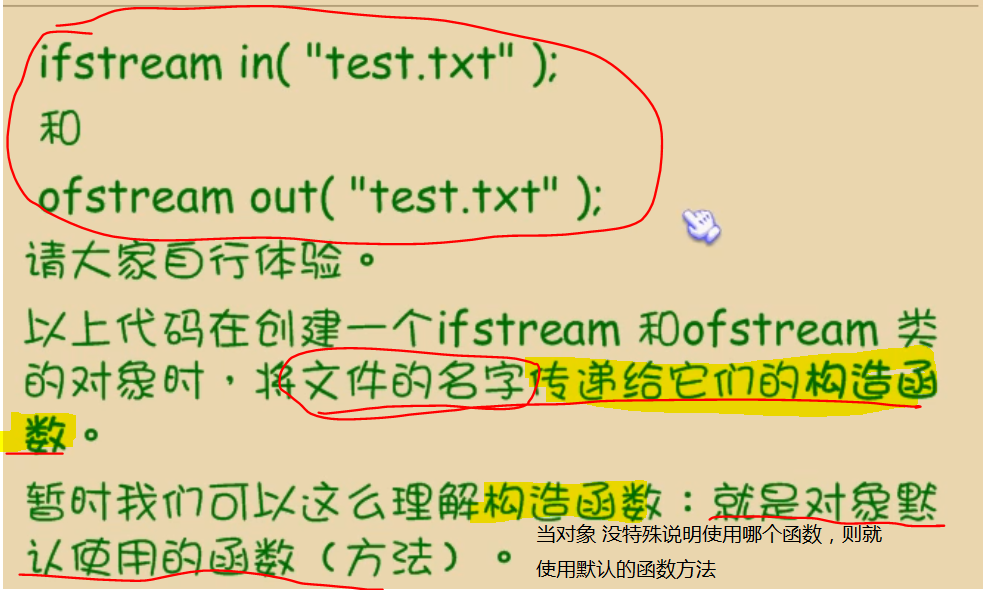 ifstream in( "test.txt" );
和
ofstream out( "test.txt" );
请大家自行体验。
以上代码在创建一个ifstream 和ofstream 类
的对象时，将文件的名字传递给它们的构造函
数。
暂时我们可以这么理解构造函数：就是对象默
认使用的函数（方法）。
当对象 没特殊说明使用哪个函数，则就
使用默认的函数方法